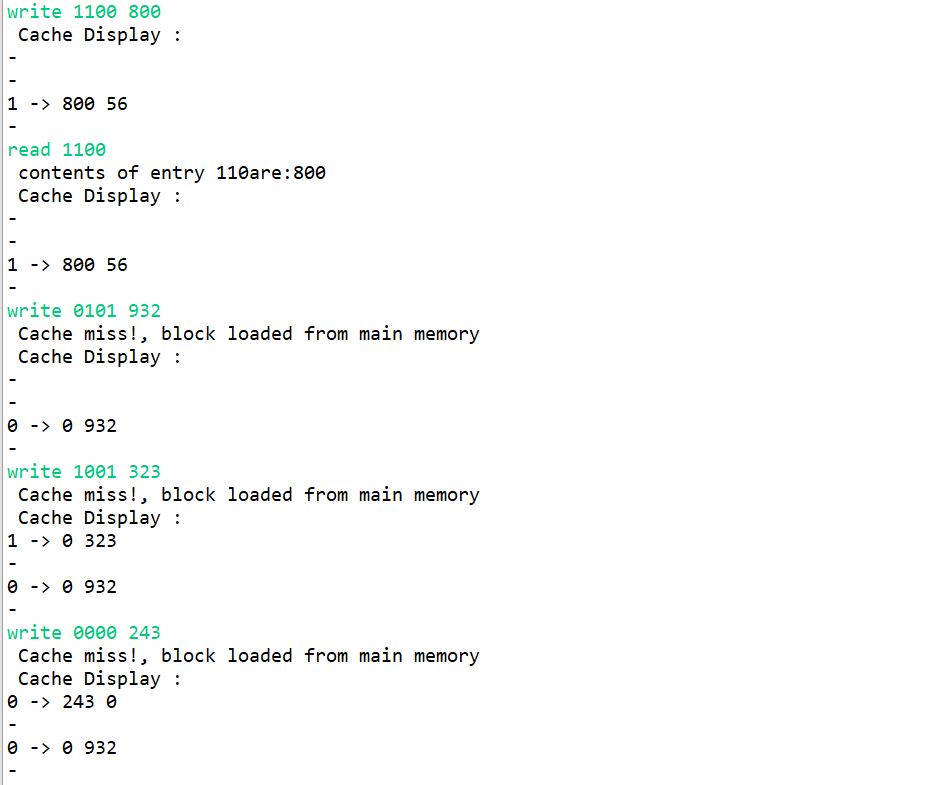 write 1100 800
Cache Display :
-
-
1 -> 800 56
-
read 1100
contents of entry 110are:800
Cache Display :
-
-
1 -> 800 56
-
write 0101 932
Cache miss!, block loaded from main memory
Cache Display :
-
-
0 -> 0 932
-
write 1001 323
Cache miss!, block loaded from main memory
Cache Display :
1 -> 0 323
-
0 -> 0 932
-
write 0000 243
Cache miss!, block loaded from main memory
Cache Display :
0 -> 243 0
-
0 -> 0 932
-